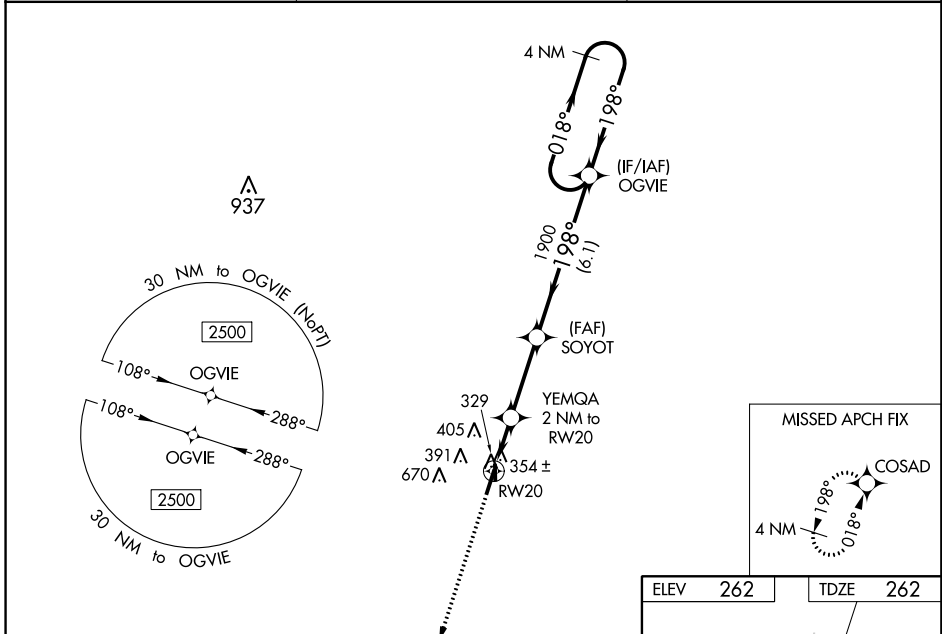 4 NM
018°
198°
(IF/IAF)
OGVIE
937
1900
198°
(6.1)
30 NM to OGVIE (NoPT)
2500
108°
OGVIE
288°
108°
OGVIE
288°
2500
30 NM to OGVIE
(FAF)
SOYOT
YEMQA
2 NM to
RW20
329
405
391
670
354 ±
RW20
MISSED APCH FIX
COSAD
198°
4 NM
018°
ELEV 262
TDZE 262